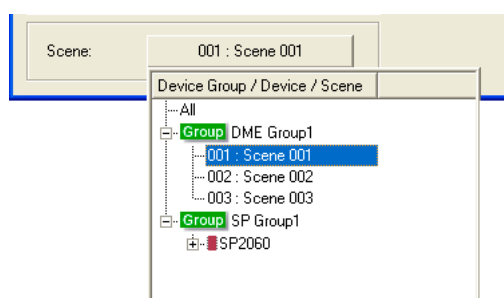 Scene: 001 : Scene 001
Device Group / Device / Scene
All
Group DME Group1
001 : Scene 001
002 : Scene 002
003 : Scene 003
Group SP Group1
SP2060